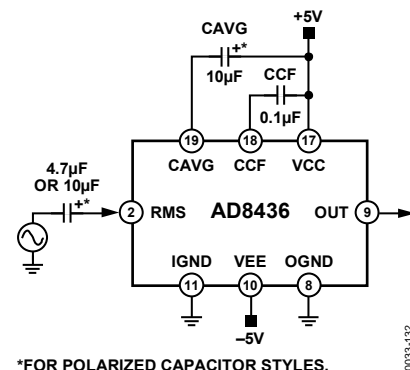 CAVG
+5V
+*
10µF
CCF
0.1µF
19
18
17
CAVG
CCF
VCC
4.7µF
OR 10µF
+*
2
RMS
AD8436
OUT
9
IGND
VEE
OGND
11
10
8
–5V
*FOR POLARIZED CAPACITOR STYLES.